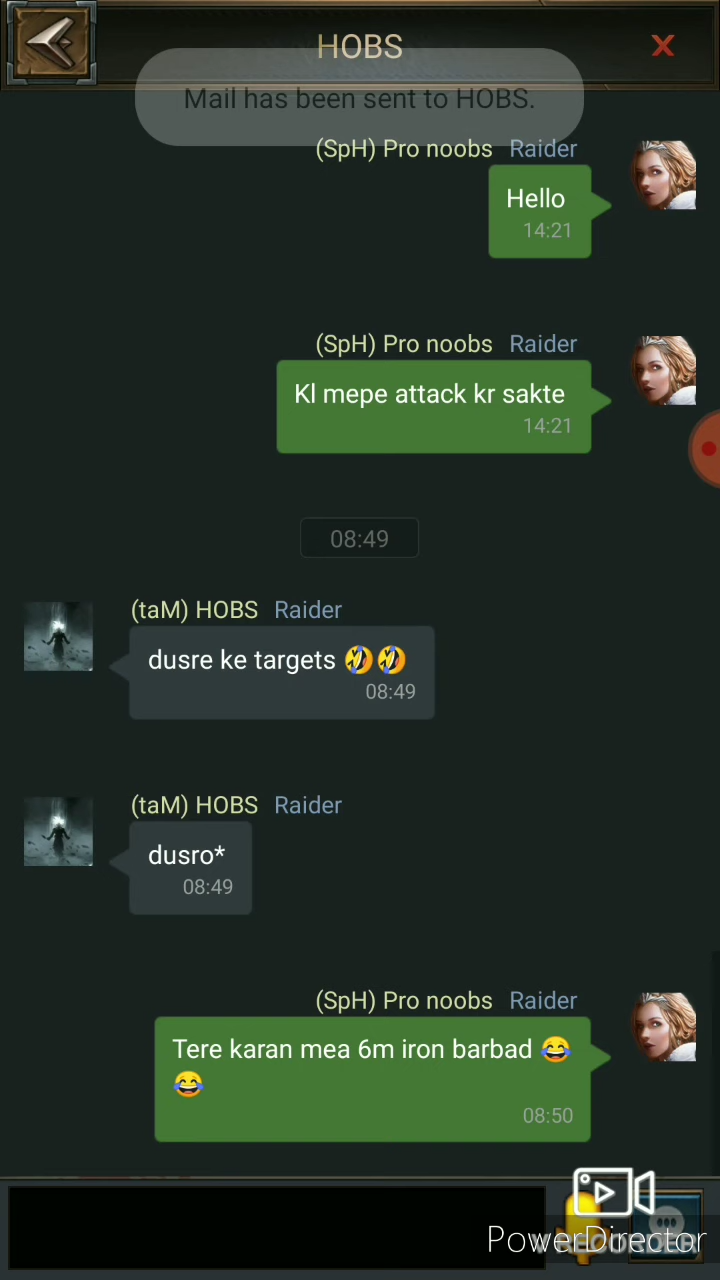 HOBS
X
Mail has been sent to HOBS.
(SpH) Pro noobs Raider
Hello
14:21
(SpH) Pro noobs Raider
Kl mepe attack kr sakte
14:21
08:49
(taM) HOBS Raider
dusre ke targets 🤣🤣
08:49
(taM) HOBS Raider
dusro*
08:49
(SpH) Pro noobs Raider
Tere karan mea 6m iron barbad 😂
😂
08:50
PowerDirector